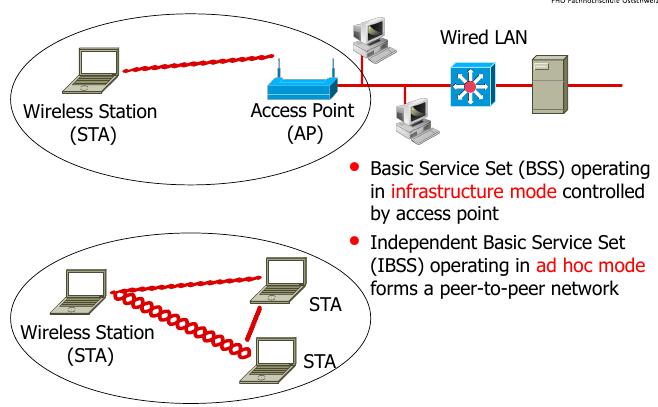 FHO Fachhochschule Ostschweiz
Wired LAN
Wireless Station
(STA)
Access Point
(AP)
Basic Service Set (BSS) operating
in infrastructure mode controlled
by access point
Independent Basic Service Set
(IBSS) operating in ad hoc mode
forms a peer-to-peer network
STA
Wireless Station
(STA)
STA